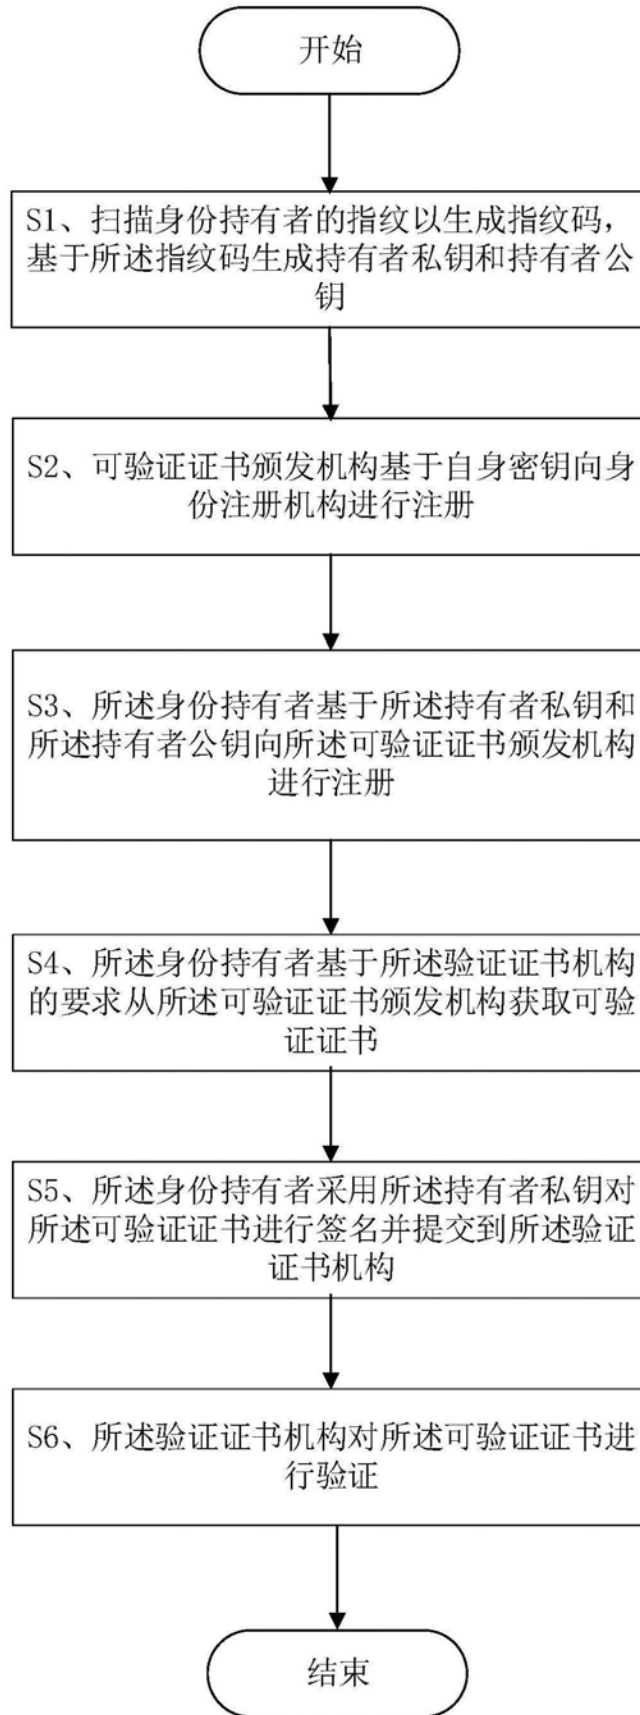 开始
S1、扫描身份持有者的指纹以生成指纹码，
基于所述指纹码生成持有者私钥和持有者公
钥
S2、可验证证书颁发机构基于自身密钥向身
份注册机构进行注册
S3、所述身份持有者基于所述持有者私钥和
所述持有者公钥向所述可验证证书颁发机构
进行注册
S4、所述身份持有者基于所述验证证书机构
的要求从所述可验证证书颁发机构获取可验
证证书
S5、所述身份持有者采用所述持有者私钥对
所述可验证证书进行签名并提交到所述验证
证书机构
S6、所述验证证书机构对所述可验证证书进
行验证
结束